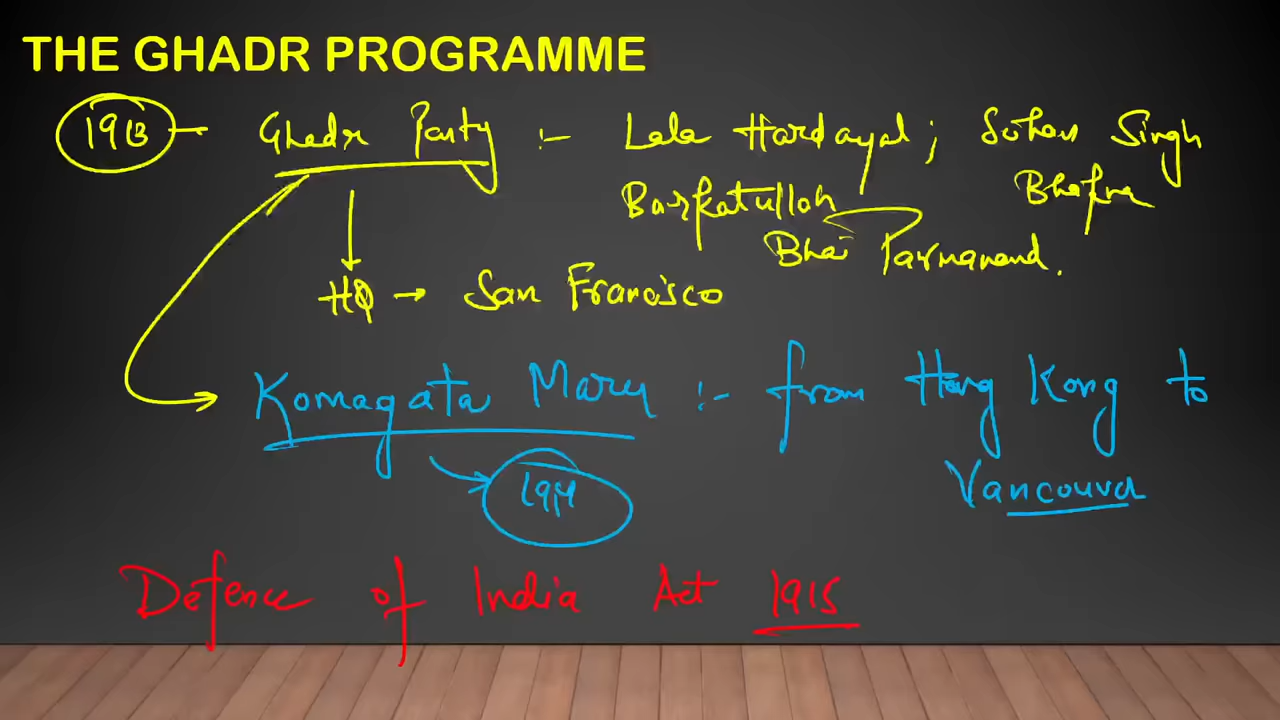 THE GHADR PROGRAMME
1913 - Ghadr Party :- Lala Hardayal; Sohan Singh
Barkatullah Bhakna
Bhai Parmanand.
HQ → San Francisco
Komagata Maru :- from Hong Kong to
Vancouver
1914
Defence of India Act 1915